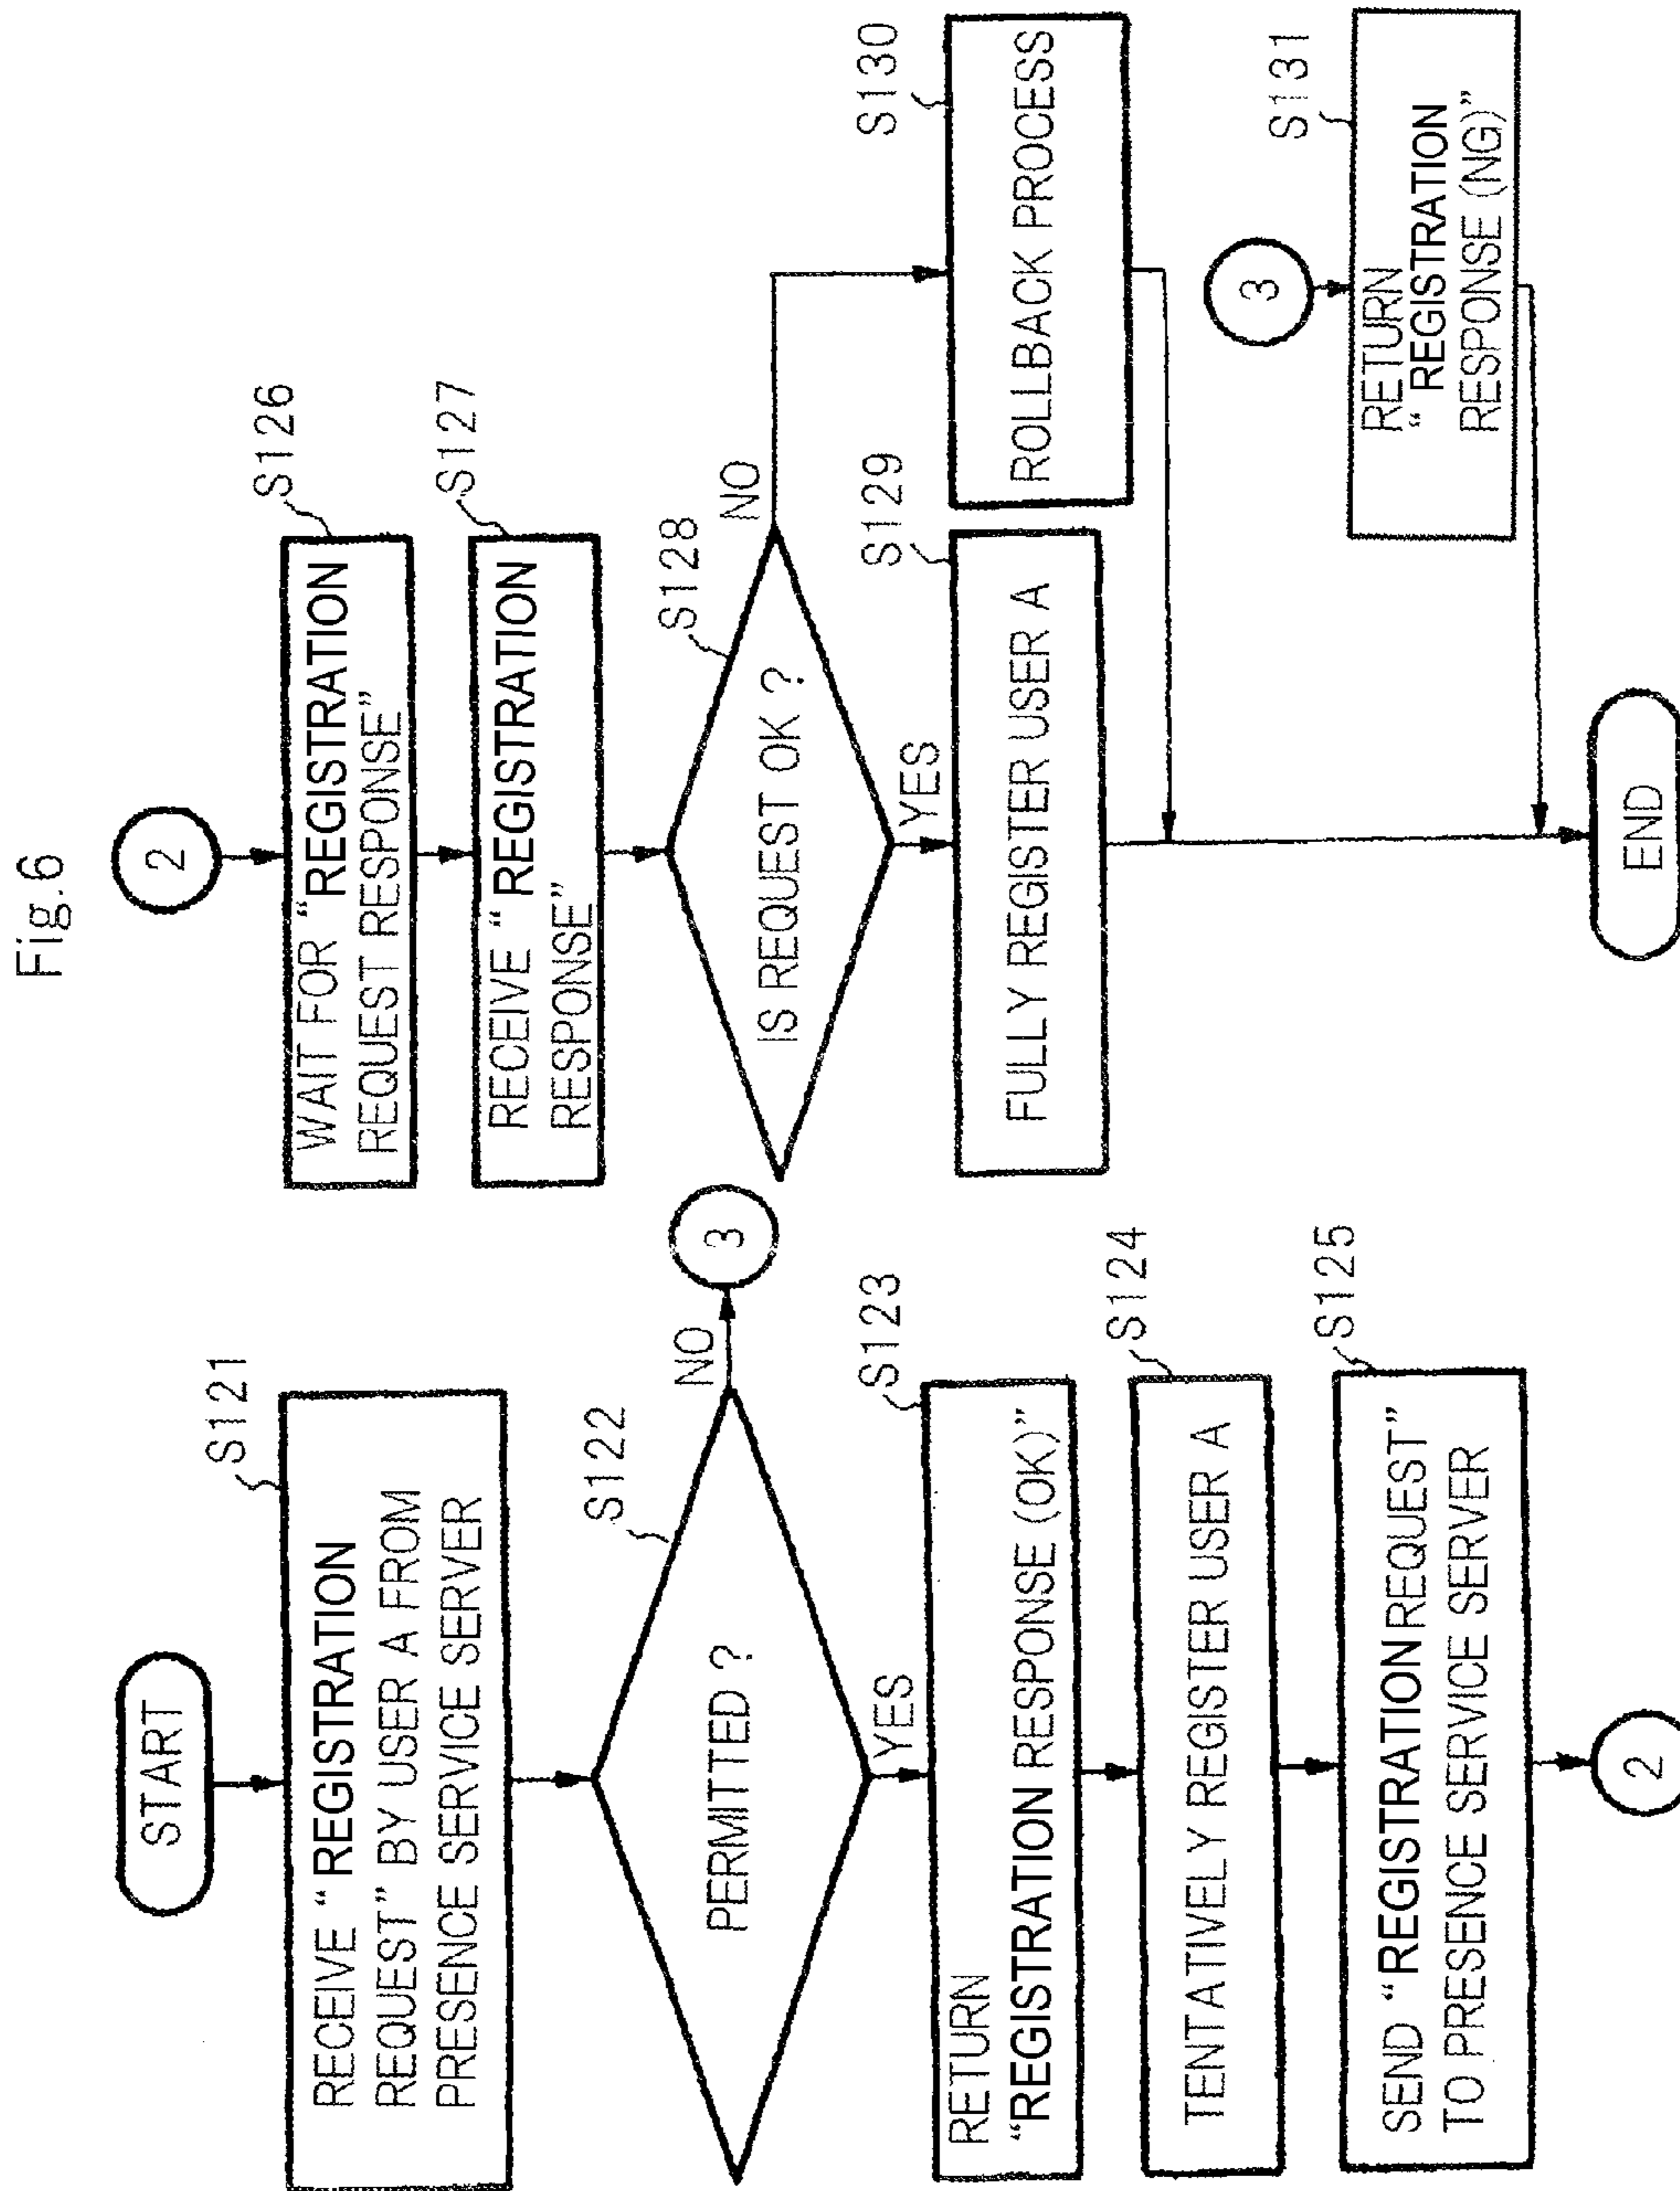 Fig.6
START
S121
RECEIVE “ REGISTRATION
REQUEST” BY USER A FROM
PRESENCE SERVICE SERVER
S122
PERMITTED ?
NO
3
YES
S123
RETURN
“REGISTRATION RESPONSE (OK)”
S124
TENTATIVELY REGISTER USER A
S125
SEND “REGISTRATION REQUEST”
TO PRESENCE SERVICE SERVER
2
2
S126
WAIT FOR “REGISTRATION
REQUEST RESPONSE”
S127
RECEIVE “ REGISTRATION
RESPONSE”
S128
IS REQUEST OK ?
NO
YES
S129
FULLY REGISTER USER A
S130
ROLLBACK PROCESS
3
S131
RETURN
“ REGISTRATION
RESPONSE (NG)”
END